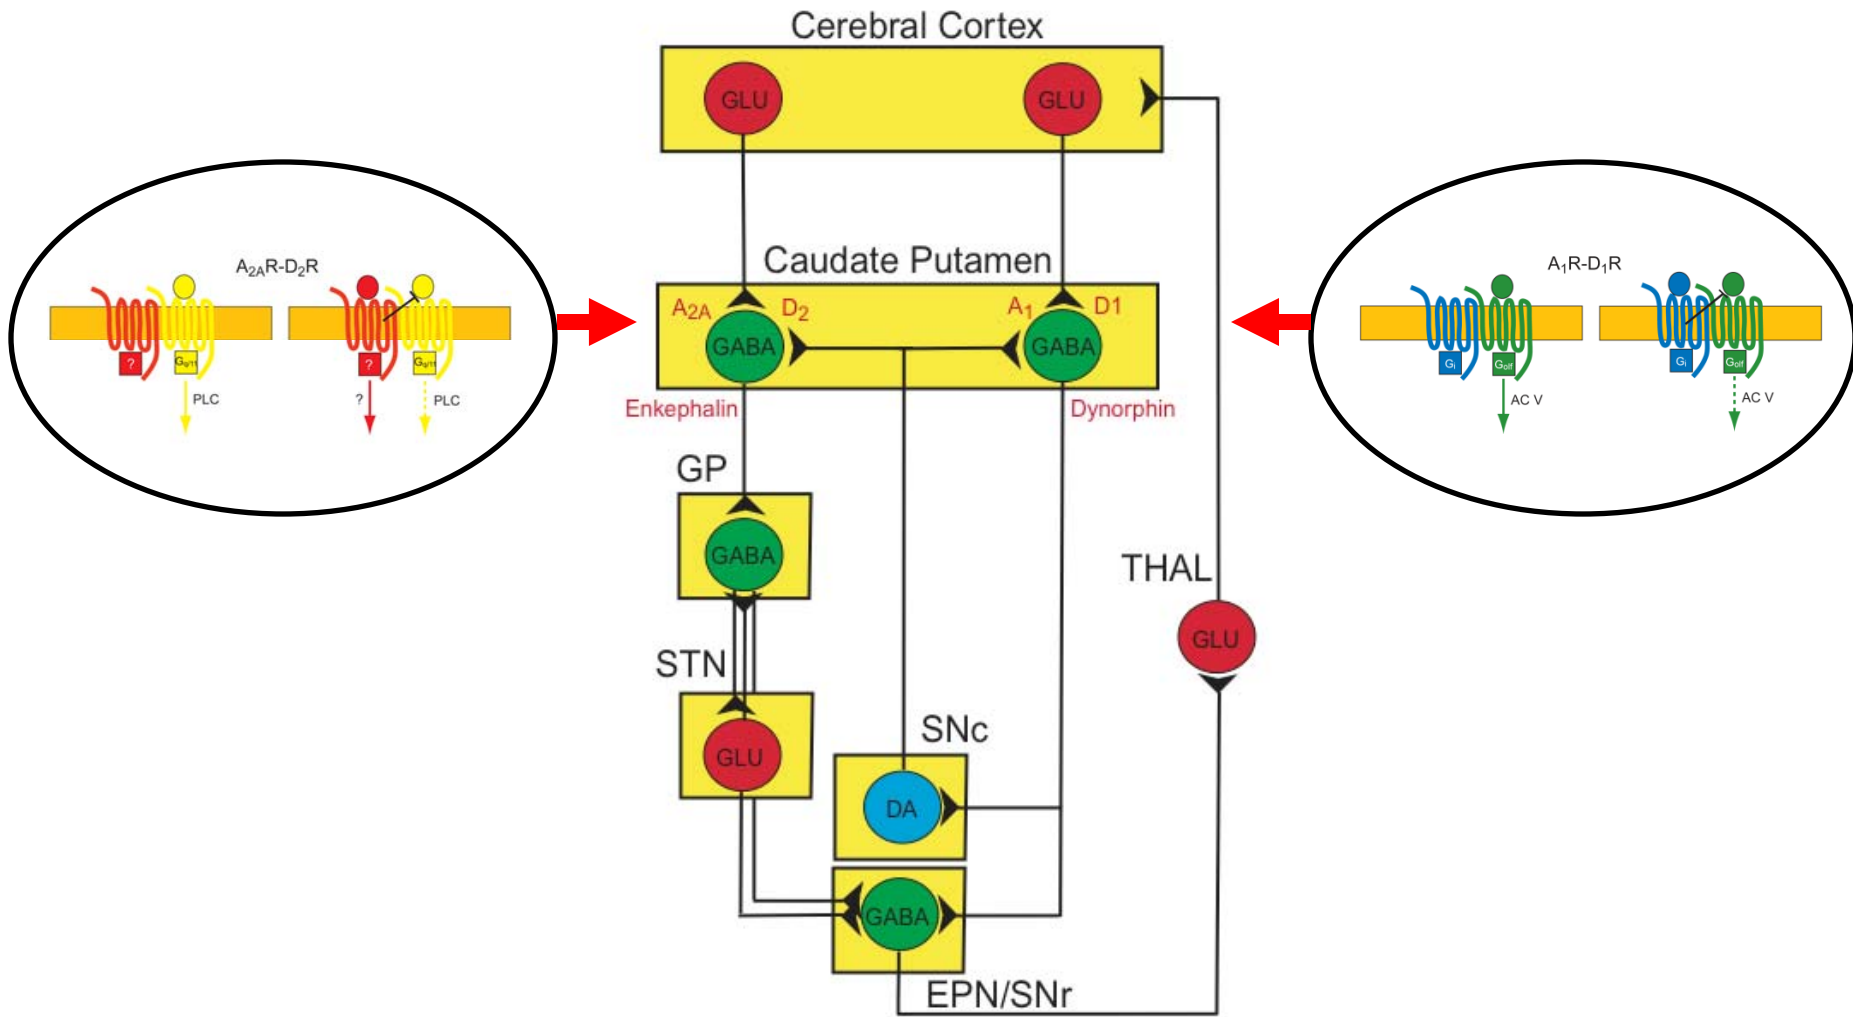 Cerebral Cortex
GLU
GLU
Caudate Putamen
A2A
D2
A1
D1
GABA
GABA
Enkephalin
Dynorphin
A2AR-D2R
?
Gq/11
PLC
?
Gq/11
?
PLC
A1R-D1R
Gi
Golf
AC V
Gi
Golf
AC V
GP
GABA
THAL
GLU
STN
GLU
SNc
DA
GABA
EPN/SNr